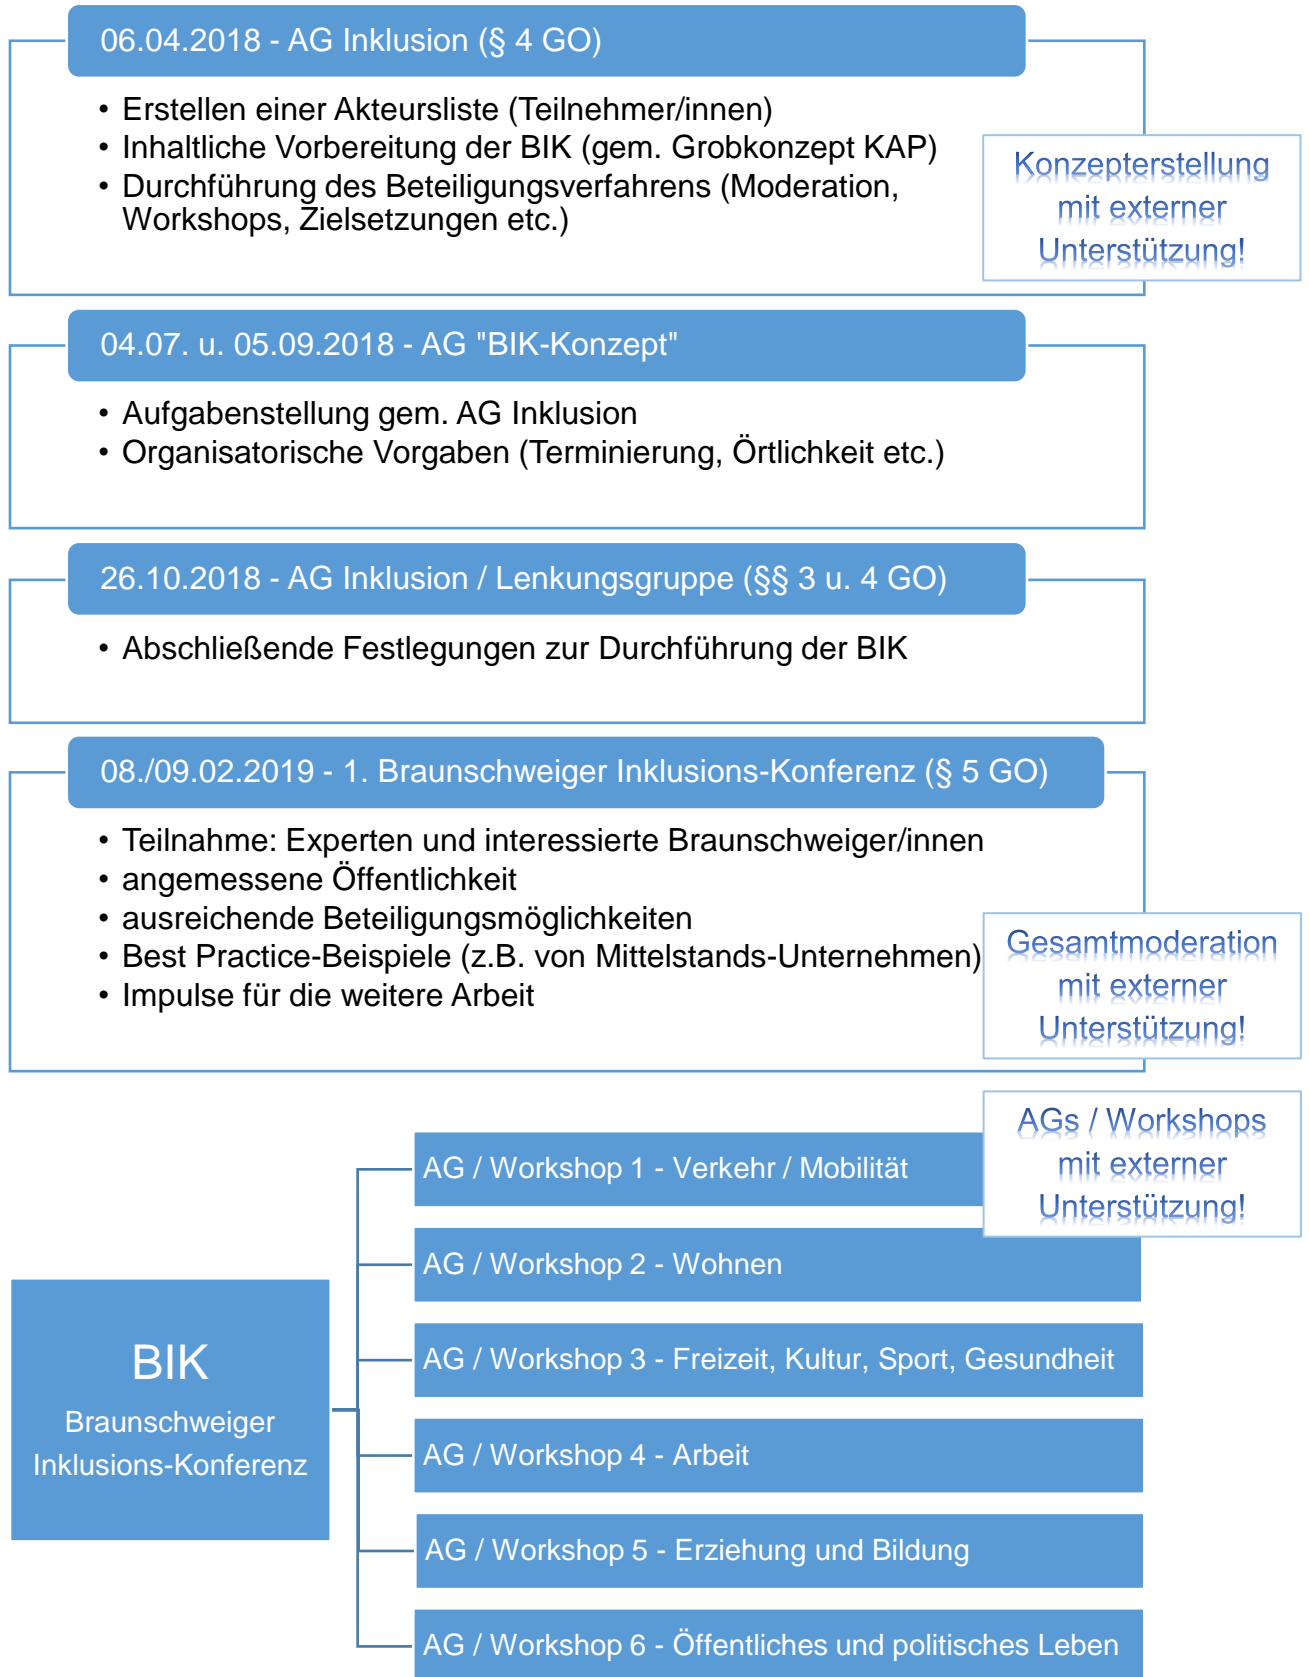 06.04.2018 - AG Inklusion (§ 4 GO)
• Erstellen einer Akteursliste (Teilnehmer/innen)
• Inhaltliche Vorbereitung der BIK (gem. Grobkonzept KAP)
• Durchführung des Beteiligungsverfahrens (Moderation,
Workshops, Zielsetzungen etc.)
Konzepterstellung
mit externer
Unterstützung!
04.07. u. 05.09.2018 - AG "BIK-Konzept"
• Aufgabenstellung gem. AG Inklusion
• Organisatorische Vorgaben (Terminierung, Örtlichkeit etc.)
26.10.2018 - AG Inklusion / Lenkungsgruppe (§§ 3 u. 4 GO)
• Abschließende Festlegungen zur Durchführung der BIK
08./09.02.2019 - 1. Braunschweiger Inklusions-Konferenz (§ 5 GO)
• Teilnahme: Experten und interessierte Braunschweiger/innen
• angemessene Öffentlichkeit
• ausreichende Beteiligungsmöglichkeiten
• Best Practice-Beispiele (z.B. von Mittelstands-Unternehmen)
• Impulse für die weitere Arbeit
Gesamtmoderation
mit externer
Unterstützung!
AGs / Workshops
mit externer
Unterstützung!
BIK
Braunschweiger
Inklusions-Konferenz
AG / Workshop 1 - Verkehr / Mobilität
AG / Workshop 2 - Wohnen
AG / Workshop 3 - Freizeit, Kultur, Sport, Gesundheit
AG / Workshop 4 - Arbeit
AG / Workshop 5 - Erziehung und Bildung
AG / Workshop 6 - Öffentliches und politisches Leben